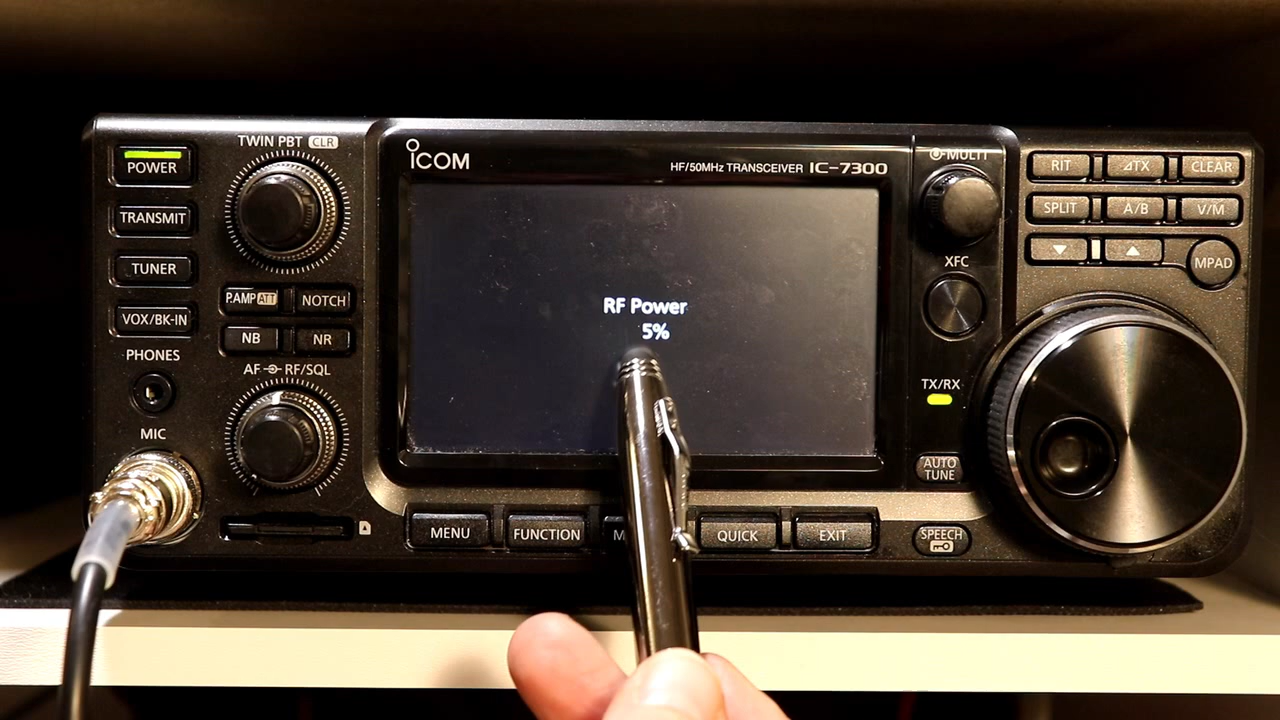 TWIN PBT CLR
POWER
TRANSMIT
TUNER
VOX/BK-IN
PHONES
MIC
P.AMP ATT
NOTCH
NB
NR
AF RF/SQL
ICOM
HF/50MHz TRANSCEIVER IC-7300
RF Power
5%
MENU
FUNCTION
M
QUICK
EXIT
MULTI
XFC
TX/RX
AUTO
TUNE
SPEECH
RIT
⊿TX
CLEAR
SPLIT
A/B
V/M
MPAD